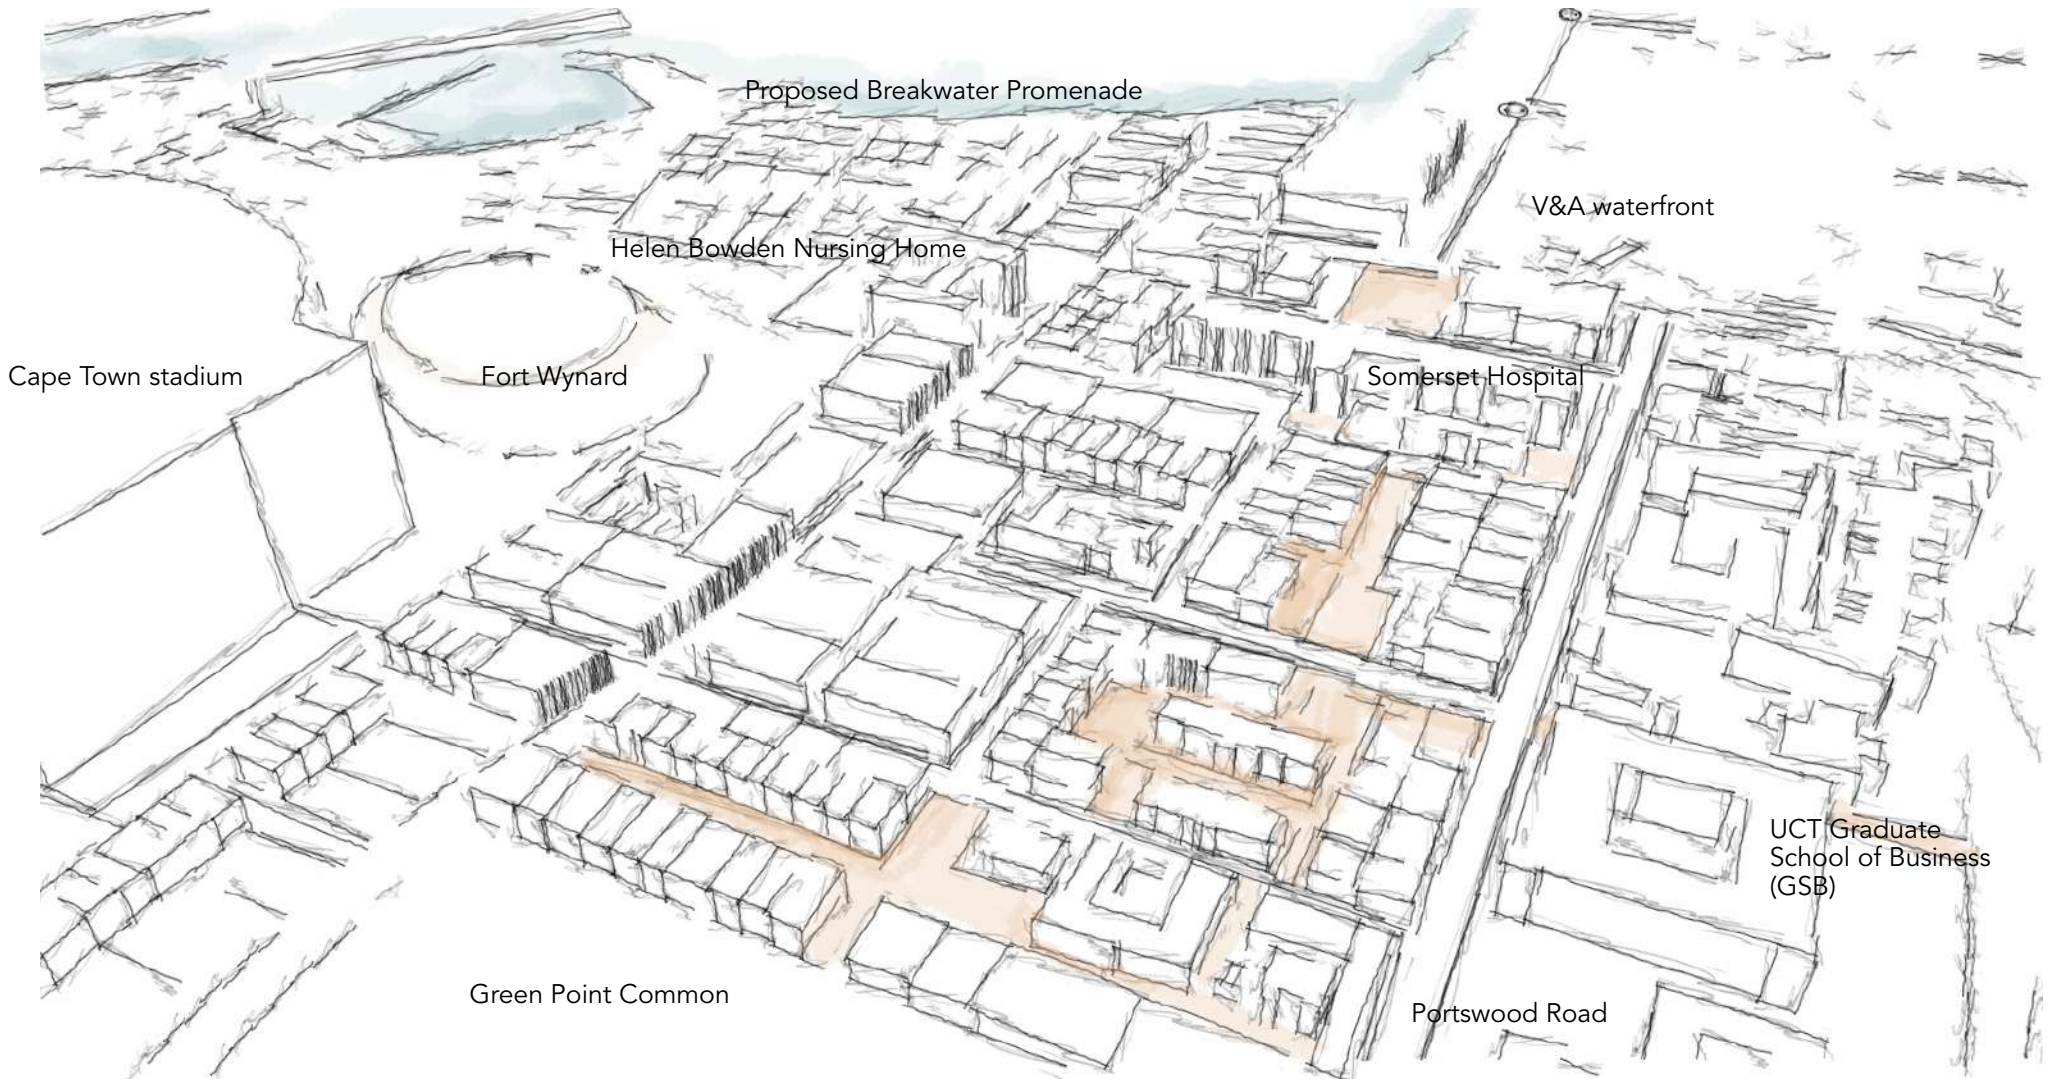 Proposed Breakwater Promenade
V&A waterfront
Helen Bowden Nursing Home
Cape Town stadium
Fort Wynard
Somerset Hospital
UCT Graduate
School of Business
(GSB)
Green Point Common
Portswood Road